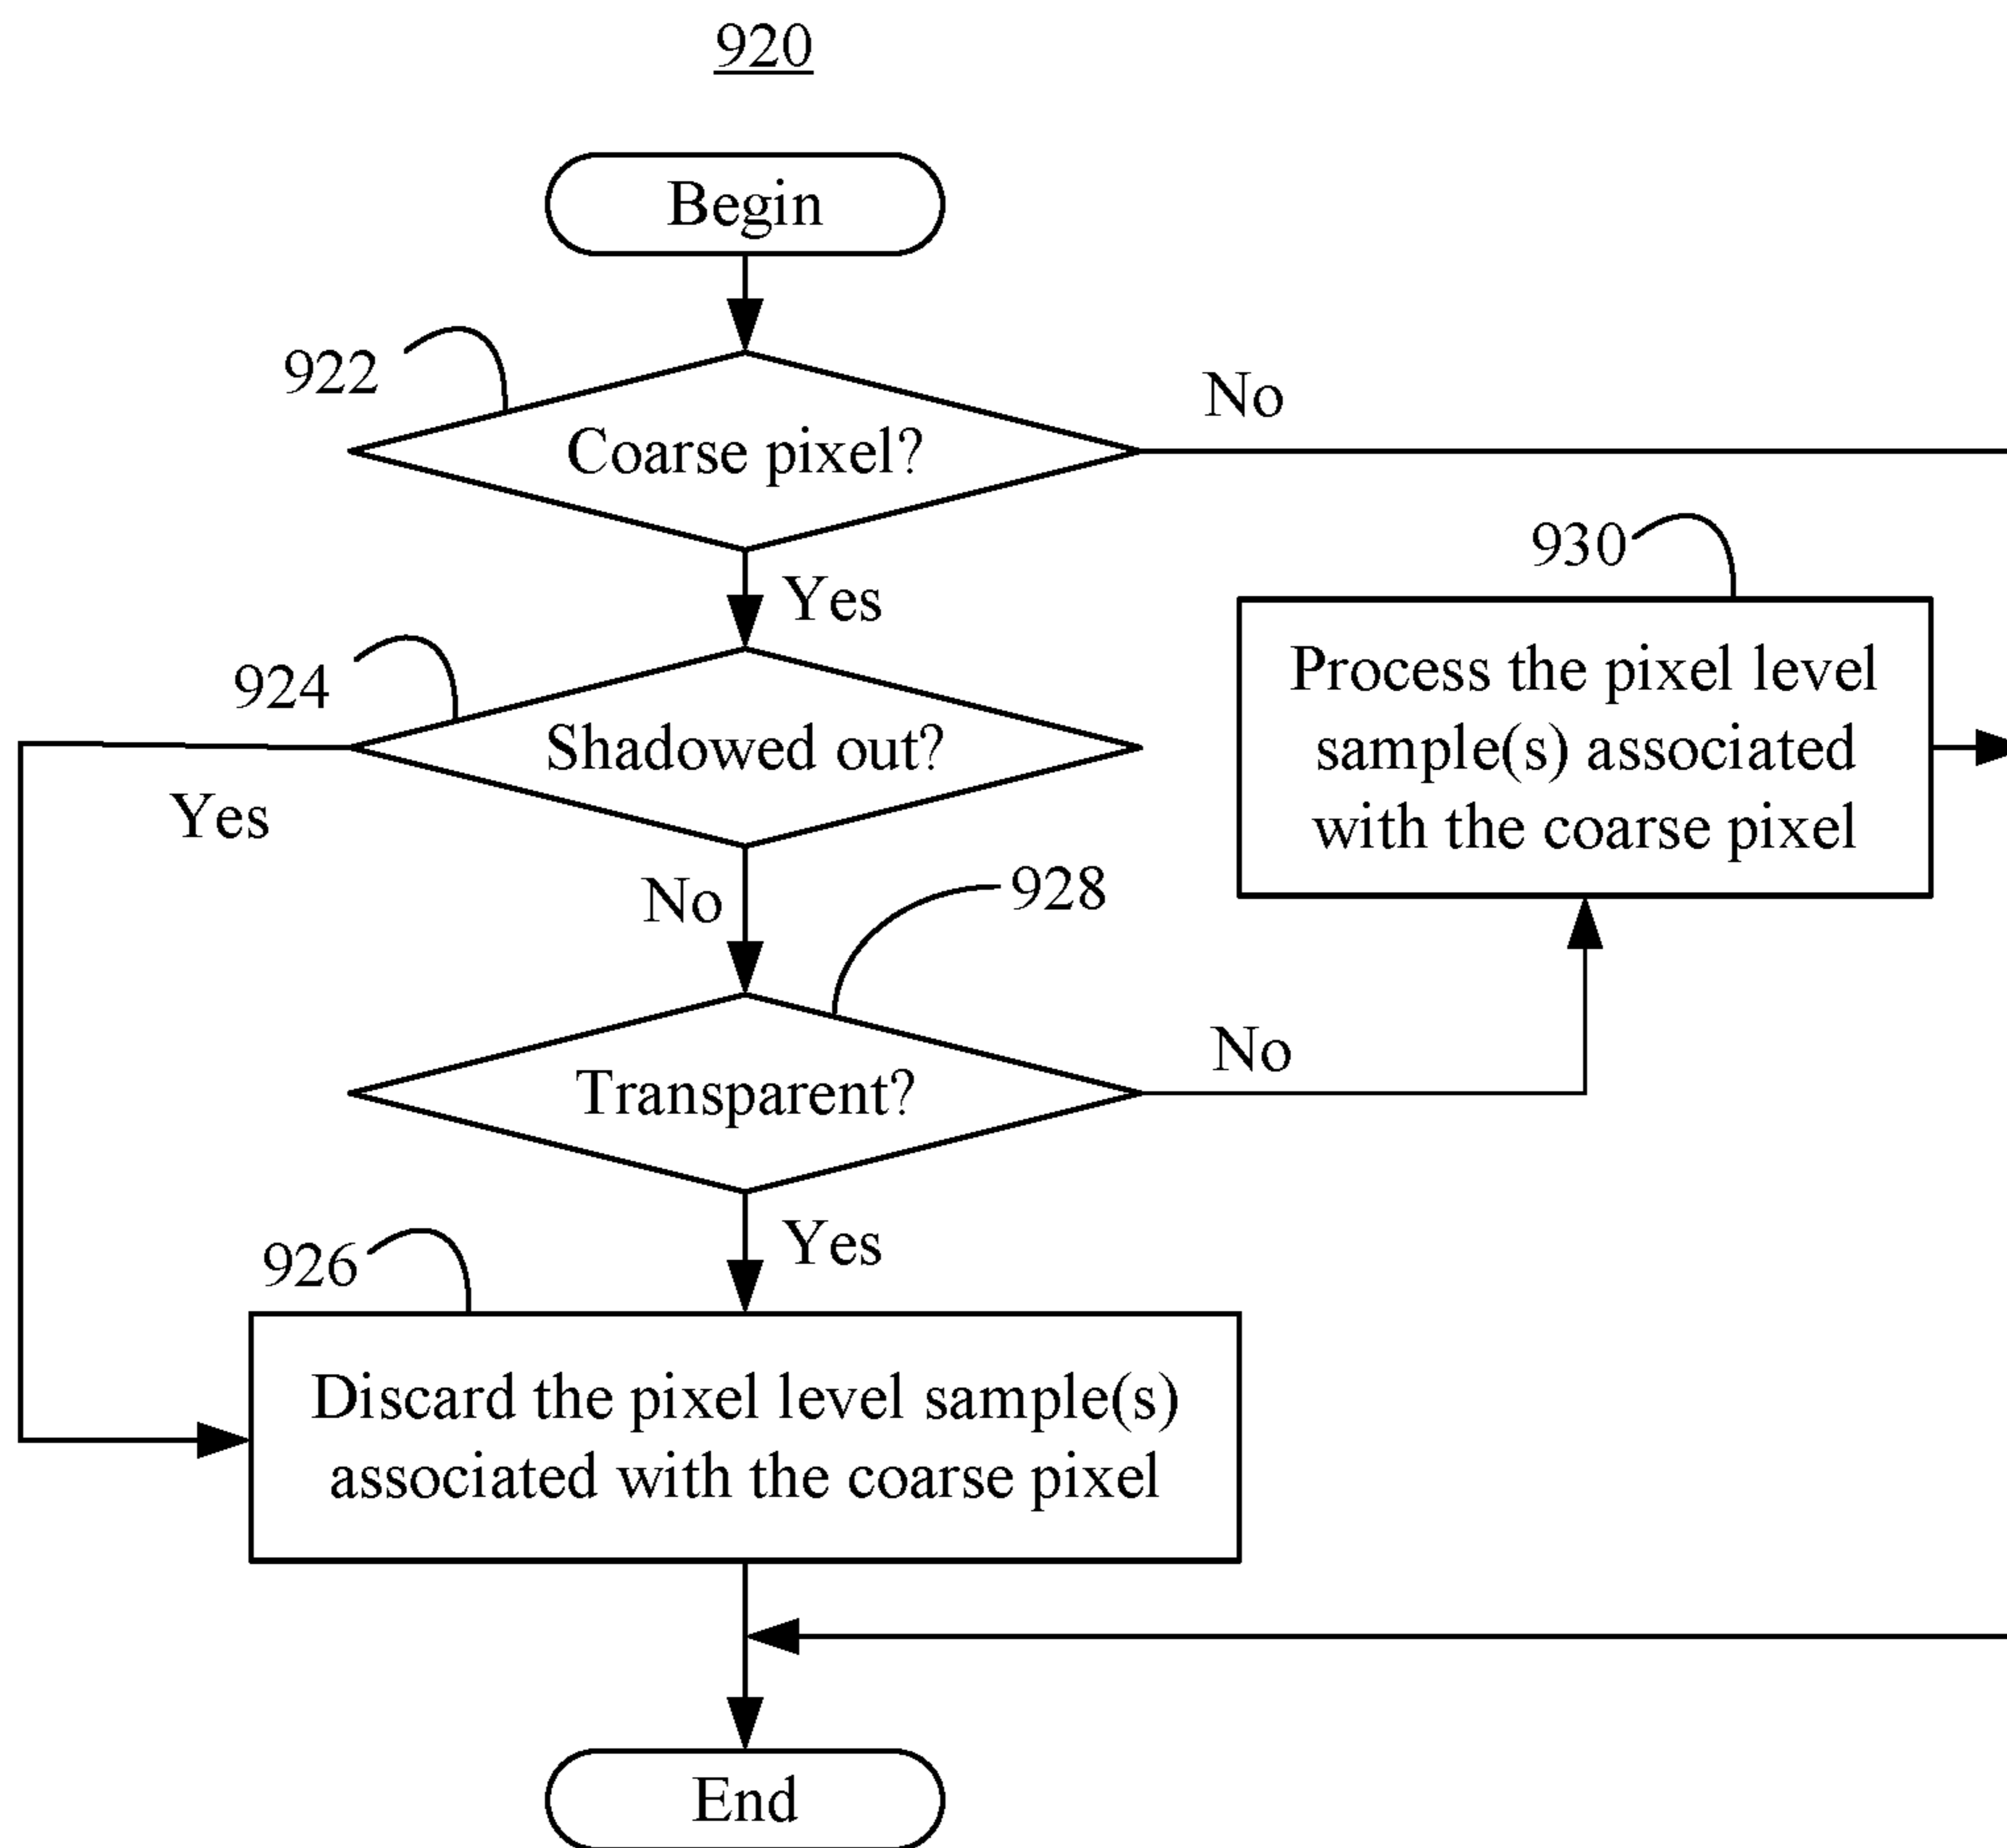 920
Begin
922
Coarse pixel?
No
Yes
930
Process the pixel level
sample(s) associated
with the coarse pixel
924
Shadowed out?
Yes
No
928
Transparent?
No
Yes
926
Discard the pixel level sample(s)
associated with the coarse pixel
End